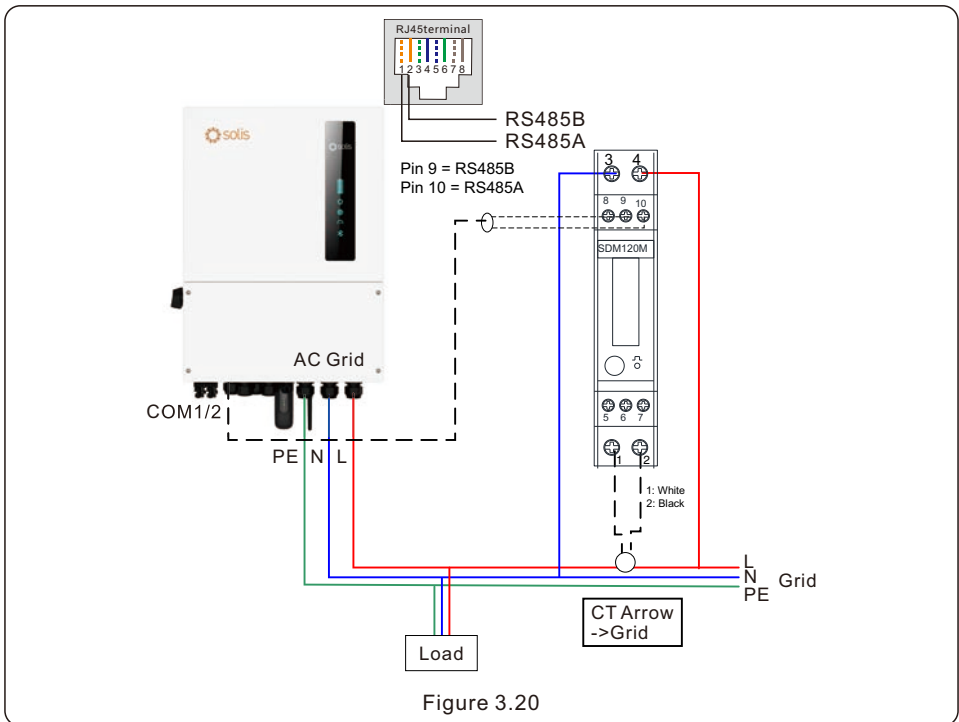 RJ45terminal
1 2 3 4 5 6 7 8
RS485B
RS485A
solis
solis
Pin 9 = RS485B
Pin 10 = RS485A
3 4
8 9 10
SDM120M
AC Grid
COM1/2
5 6 7
PE N L
1 2
1: White
2: Black
L
N
PE
Grid
CT Arrow
->Grid
Load
Figure 3.20